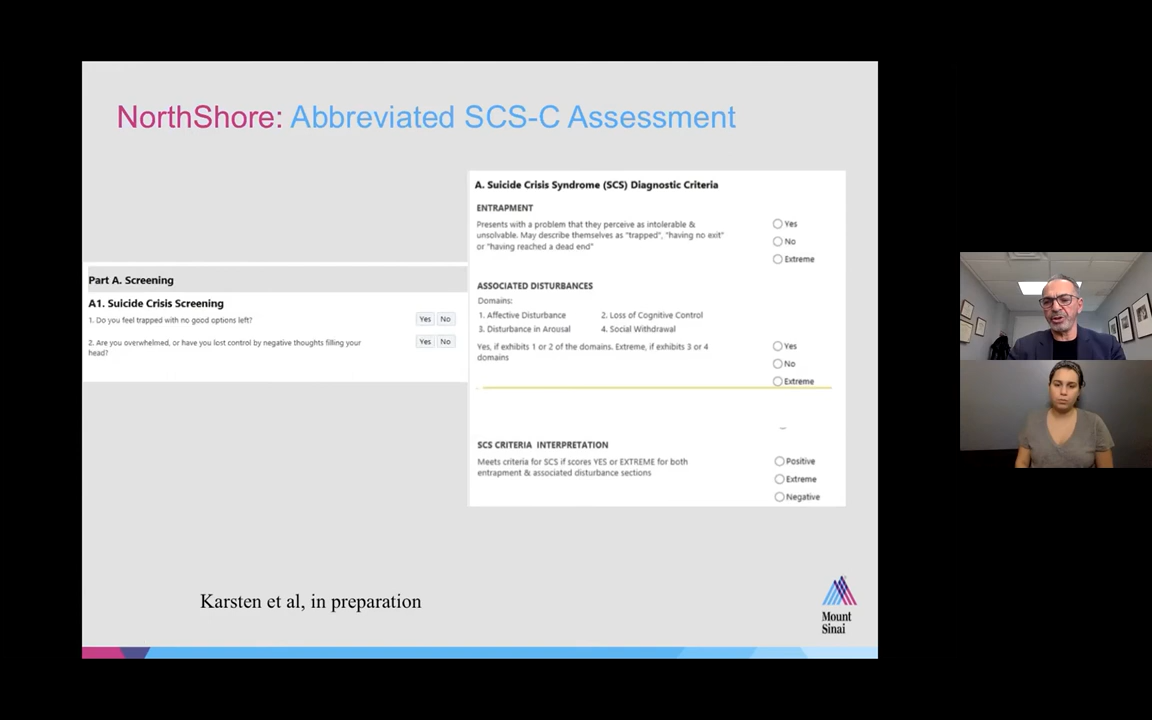 NorthShore: Abbreviated SCS-C Assessment
Part A. Screening
A1. Suicide Crisis Screening
1. Do you feel trapped with no good options left?
Yes No
2. Are you overwhelmed, or have you lost control by negative thoughts filling your
head?
Yes No
A. Suicide Crisis Syndrome (SCS) Diagnostic Criteria
ENTRAPMENT
Presents with a problem that they perceive as intolerable &
unsolvable. May describe themselves as "trapped", "having no exit"
or "having reached a dead end"
Yes
No
Extreme
ASSOCIATED DISTURBANCES
Domains:
1. Affective Disturbance 2. Loss of Cognitive Control
3. Disturbance in Arousal 4. Social Withdrawal
Yes, if exhibits 1 or 2 of the domains. Extreme, if exhibits 3 or 4
domains
Yes
No
Extreme
SCS CRITERIA INTERPRETATION
Meets criteria for SCS if scores YES or EXTREME for both
entrapment & associated disturbance sections
Positive
Extreme
Negative
Karsten et al, in preparation
Mount
Sinai